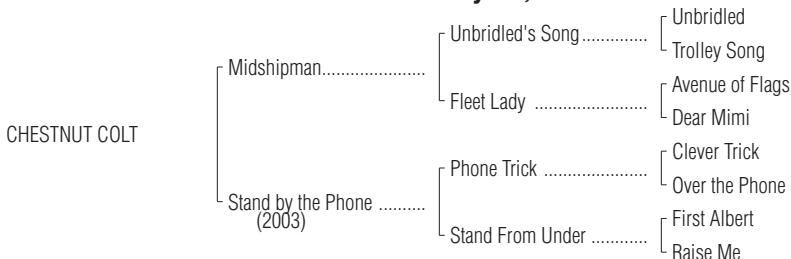 Unbridled
Unbridled's Song..............
Trolley Song
Midshipman......................
Avenue of Flags
Fleet Lady ........................
Dear Mimi
CHESTNUT COLT
Clever Trick
Phone Trick ......................
Over the Phone
Stand by the Phone ..........
(2003)
First Albert
Stand From Under ............
Raise Me